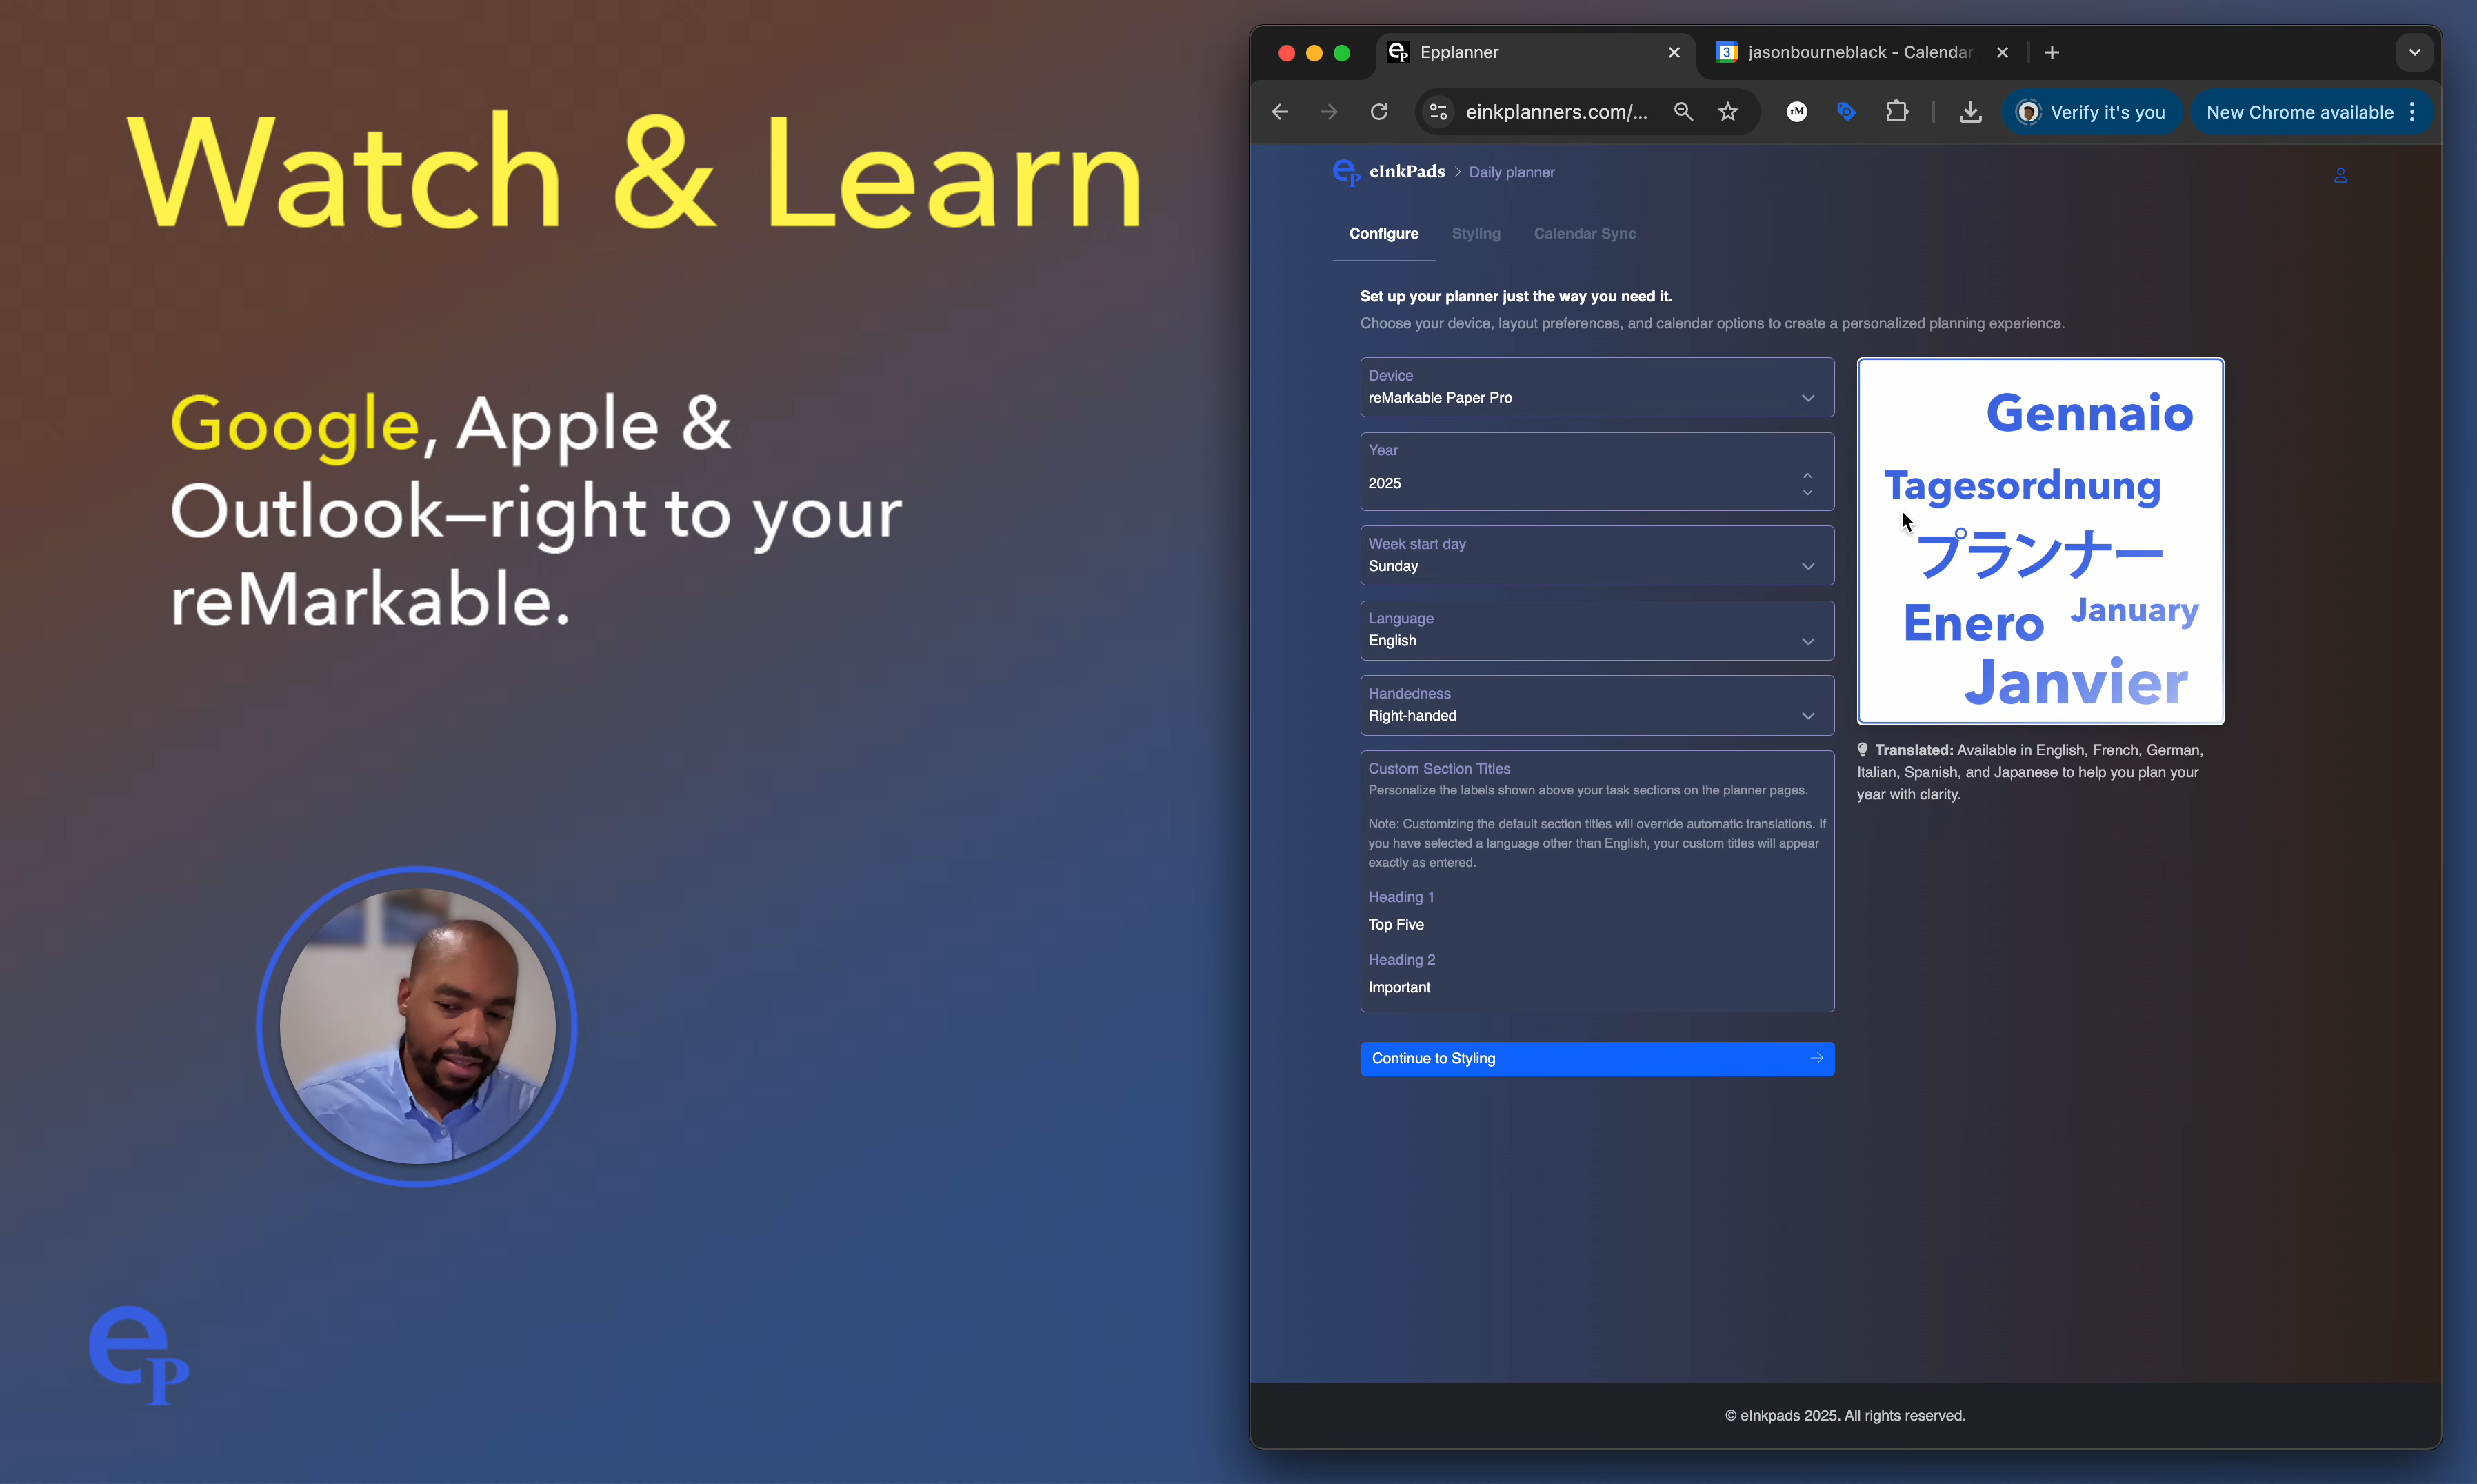 Watch & Learn
Google, Apple &
Outlook—right to your
reMarkable.
eP
eP Epplanner
3 jasonbourneblack - Calendar
einkplanners.com/...
rM
Verify it's you
New Chrome available
eP eInkPads > Daily planner
Configure Styling Calendar Sync
Set up your planner just the way you need it.
Choose your device, layout preferences, and calendar options to create a personalized planning experience.
Device
reMarkable Paper Pro
Year
2025
Week start day
Sunday
Language
English
Handedness
Right-handed
Custom Section Titles
Personalize the labels shown above your task sections on the planner pages.
Note: Customizing the default section titles will override automatic translations. If
you have selected a language other than English, your custom titles will appear
exactly as entered.
Heading 1
Top Five
Heading 2
Important
Continue to Styling
Gennaio
Tagesordnung
プランナー
Enero January
Janvier
Translated: Available in English, French, German,
Italian, Spanish, and Japanese to help you plan your
year with clarity.
© eInkpads 2025. All rights reserved.